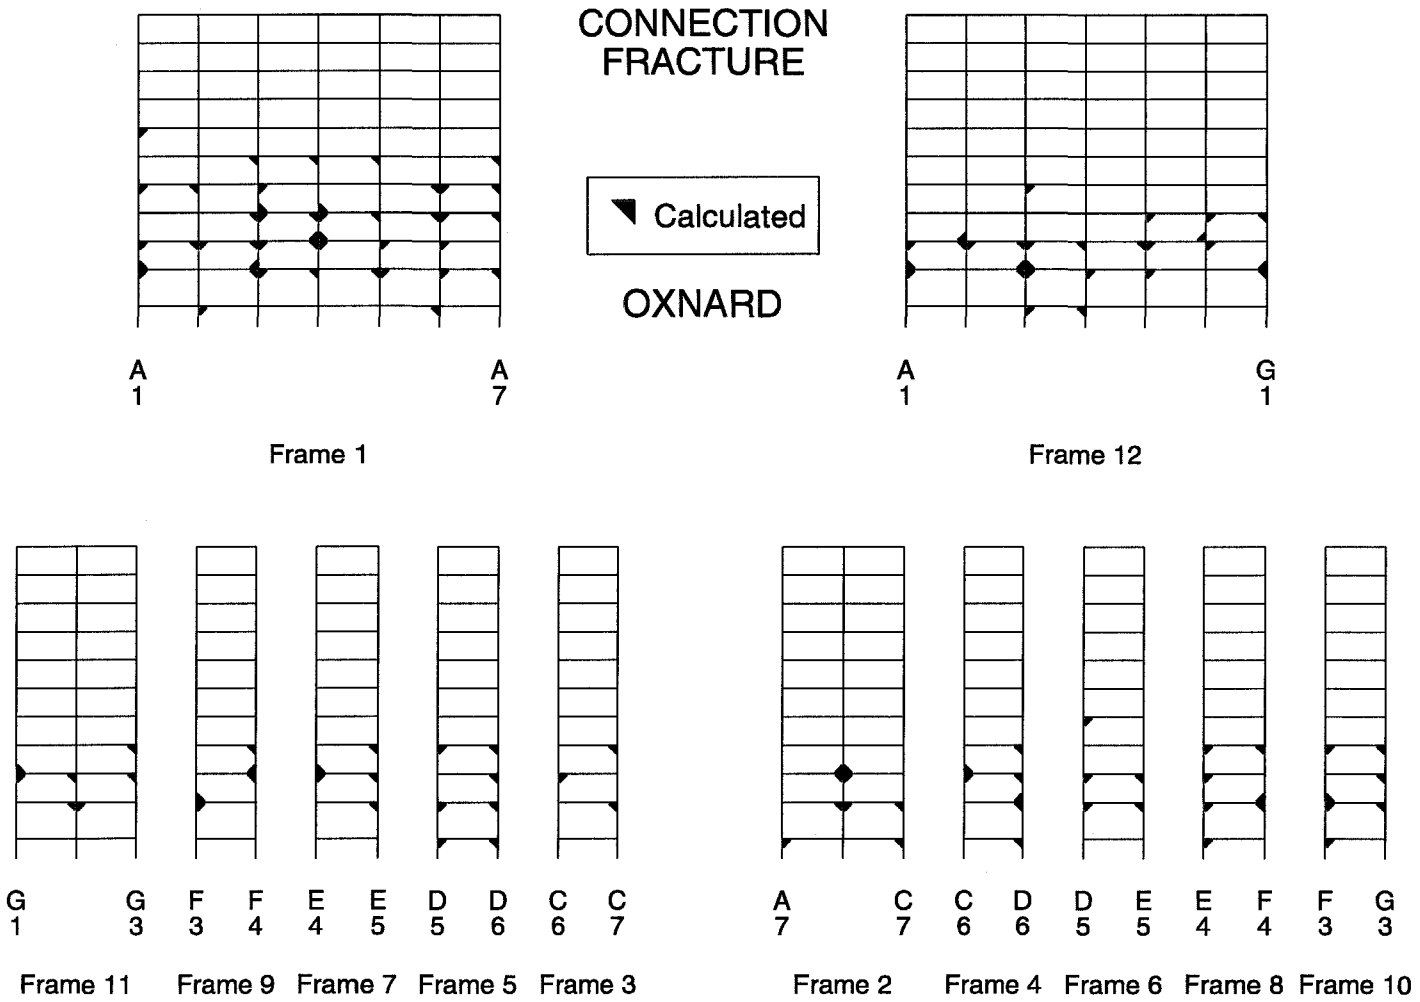 CONNECTION
FRACTURE
Calculated
OXNARD
A A
1 7
Frame 1
A G
1 1
Frame 12
G G F F E E D D C C
1 3 3 4 4 5 5 6 6 7
Frame 11 Frame 9 Frame 7 Frame 5 Frame 3
A C C D D E E F F G
7 7 6 6 5 5 4 4 3 3
Frame 2 Frame 4 Frame 6 Frame 8 Frame 10